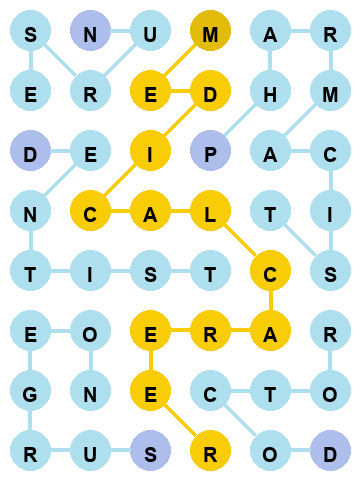 S N U M A R
E R E D H M
D E I P A C
N C A L T I
T I S T C S
E O E R A R
G N E C T O
R U S R O D